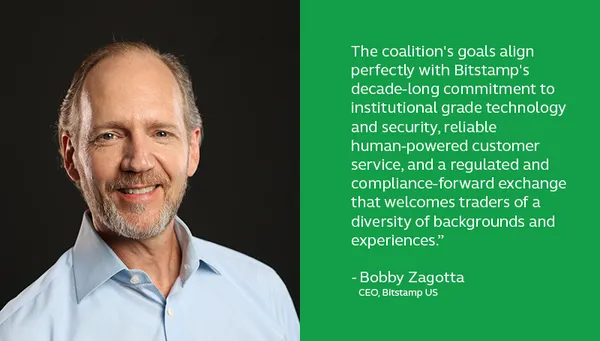 The coalition's goals align
perfectly with Bitstamp's
decade-long commitment to
institutional grade technology
and security, reliable
human-powered customer
service, and a regulated and
compliance-forward exchange
that welcomes traders of a
diversity of backgrounds and
experiences.”
- Bobby Zagotta
CEO, Bitstamp US